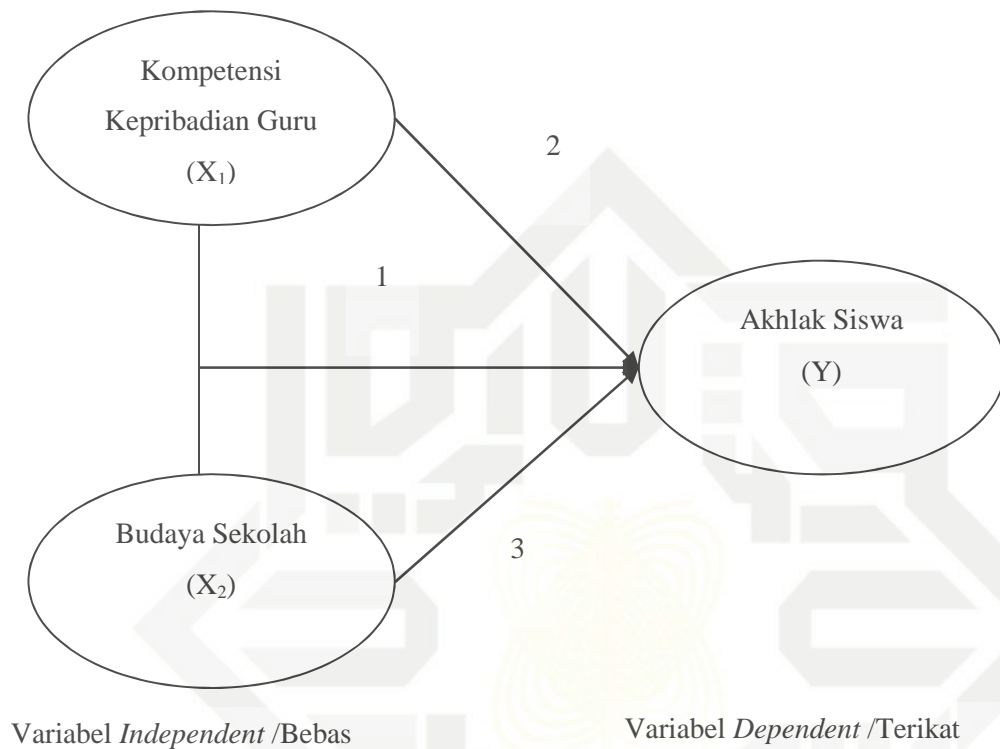 Kompetensi
Kepribadian Guru
(X₁)
2
1
Akhlak Siswa
(Y)
Budaya Sekolah
(X₂)
3
Variabel Independent /Bebas
Variabel Dependent /Terikat